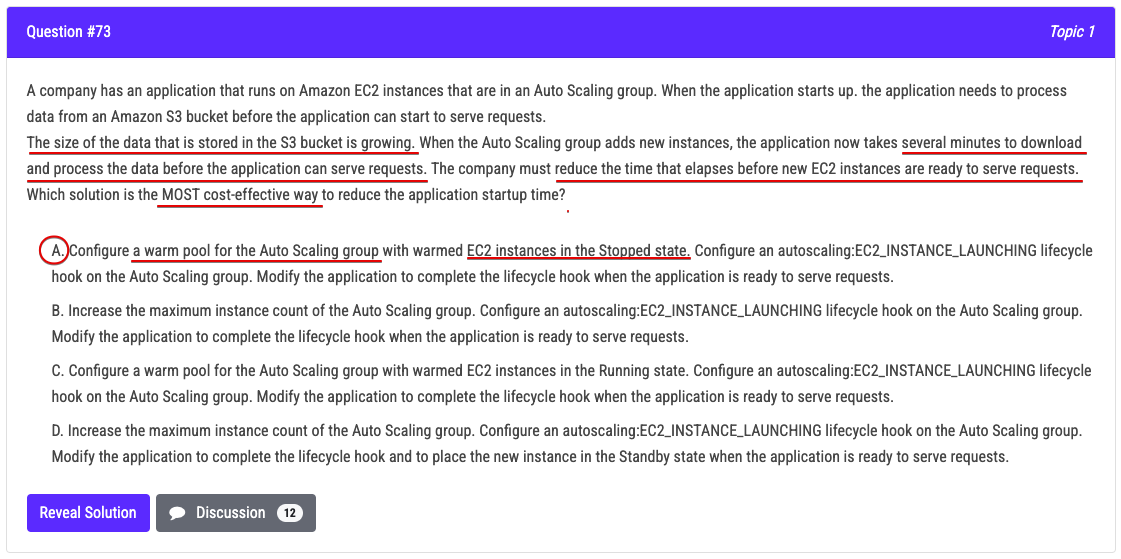 Question #73
Topic 1
A company has an application that runs on Amazon EC2 instances that are in an Auto Scaling group. When the application starts up. the application needs to process
data from an Amazon S3 bucket before the application can start to serve requests.
The size of the data that is stored in the S3 bucket is growing. When the Auto Scaling group adds new instances, the application now takes several minutes to download
and process the data before the application can serve requests. The company must reduce the time that elapses before new EC2 instances are ready to serve requests.
Which solution is the MOST cost-effective way to reduce the application startup time?
A. Configure a warm pool for the Auto Scaling group with warmed EC2 instances in the Stopped state. Configure an autoscaling:EC2_INSTANCE_LAUNCHING lifecycle
hook on the Auto Scaling group. Modify the application to complete the lifecycle hook when the application is ready to serve requests.
B. Increase the maximum instance count of the Auto Scaling group. Configure an autoscaling:EC2_INSTANCE_LAUNCHING lifecycle hook on the Auto Scaling group.
Modify the application to complete the lifecycle hook when the application is ready to serve requests.
C. Configure a warm pool for the Auto Scaling group with warmed EC2 instances in the Running state. Configure an autoscaling:EC2_INSTANCE_LAUNCHING lifecycle
hook on the Auto Scaling group. Modify the application to complete the lifecycle hook when the application is ready to serve requests.
D. Increase the maximum instance count of the Auto Scaling group. Configure an autoscaling:EC2_INSTANCE_LAUNCHING lifecycle hook on the Auto Scaling group.
Modify the application to complete the lifecycle hook and to place the new instance in the Standby state when the application is ready to serve requests.
Reveal Solution
Discussion 12